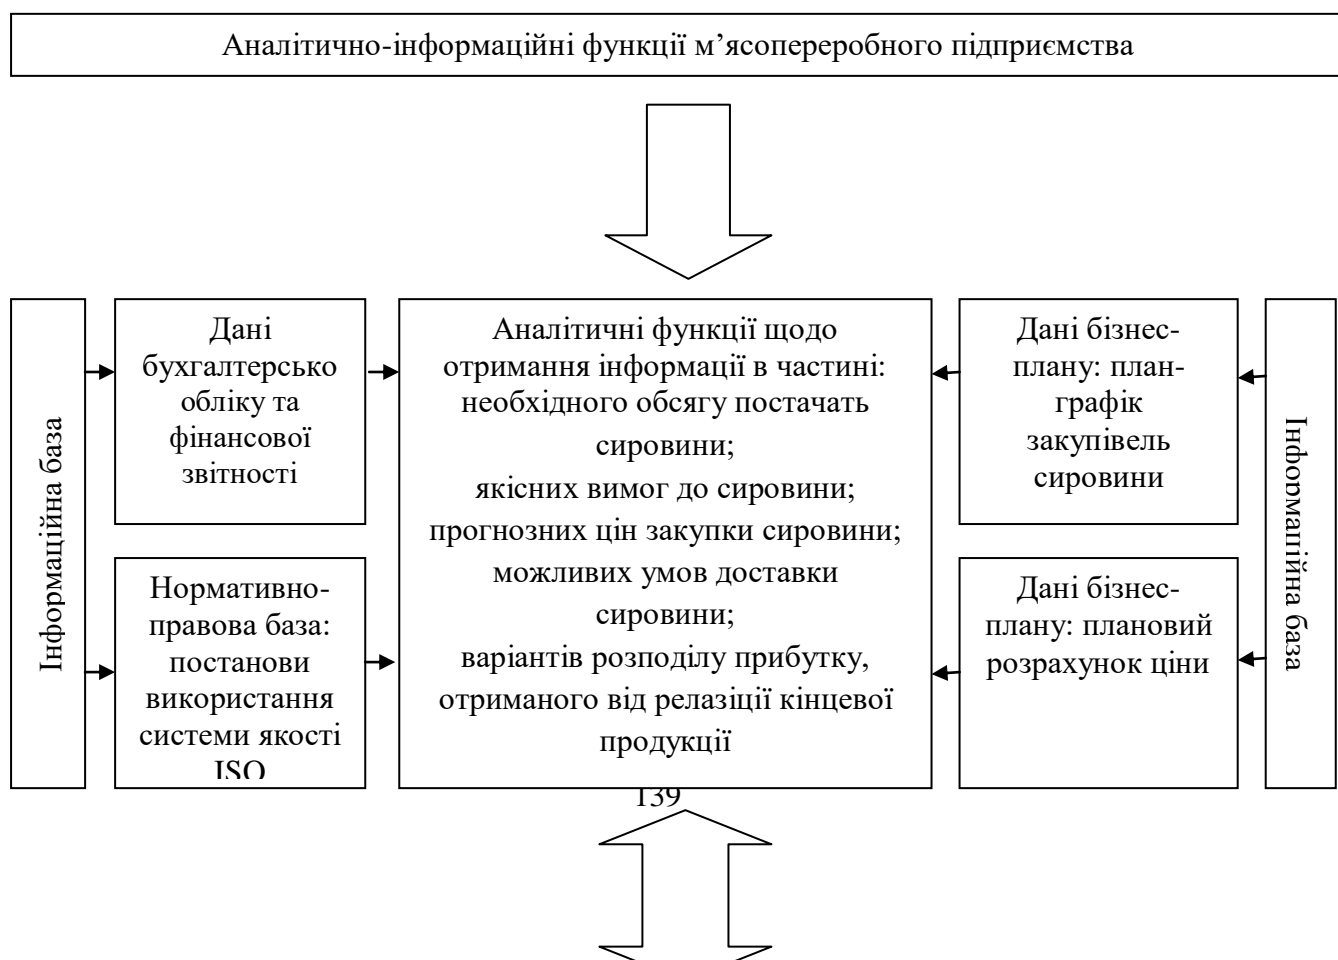 Аналітично-інформаційні функції м’ясопереробного підприємства
Інформаційна база
Дані
бухгалтерсько
обліку та
фінансової
звітності
Нормативно-
правова база:
постанови
використання
системи якості
ISO
Аналітичні функції щодо
отримання інформації в частині:
необхідного обсягу постачать
сировини;
якісних вимог до сировини;
прогнозних цін закупки сировини;
можливих умов доставки
сировини;
варіантів розподілу прибутку,
отриманого від релазіції кінцевої
продукції
Дані бізнес-
плану: план-
графік
закупівель
сировини
Дані бізнес-
плану: плановий
розрахунок ціни
Інформаційна база
139